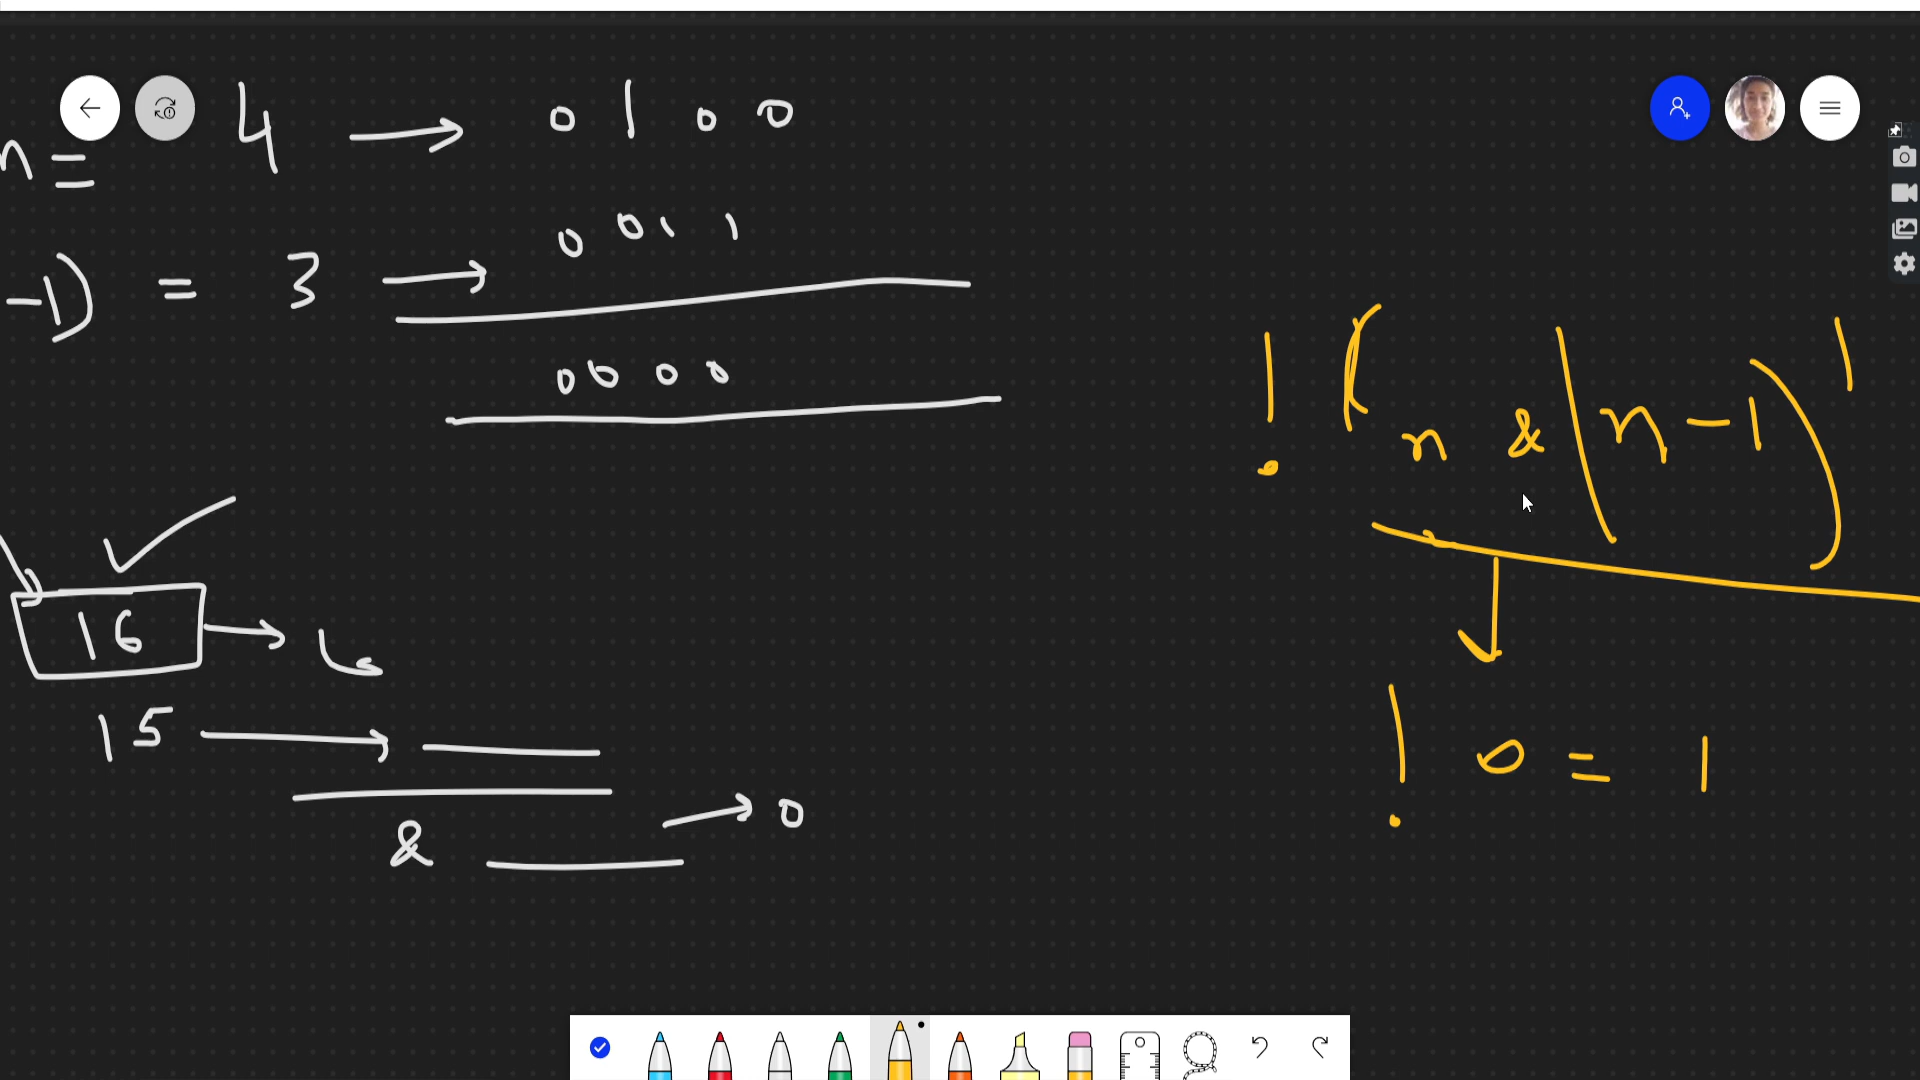 n = 4 → 0 1 0 0
-1) = 3 → 0 0 1 1
0 0 0 0
16 →
15 →
& → 0
! (n & (n-1))
! 0 = 1